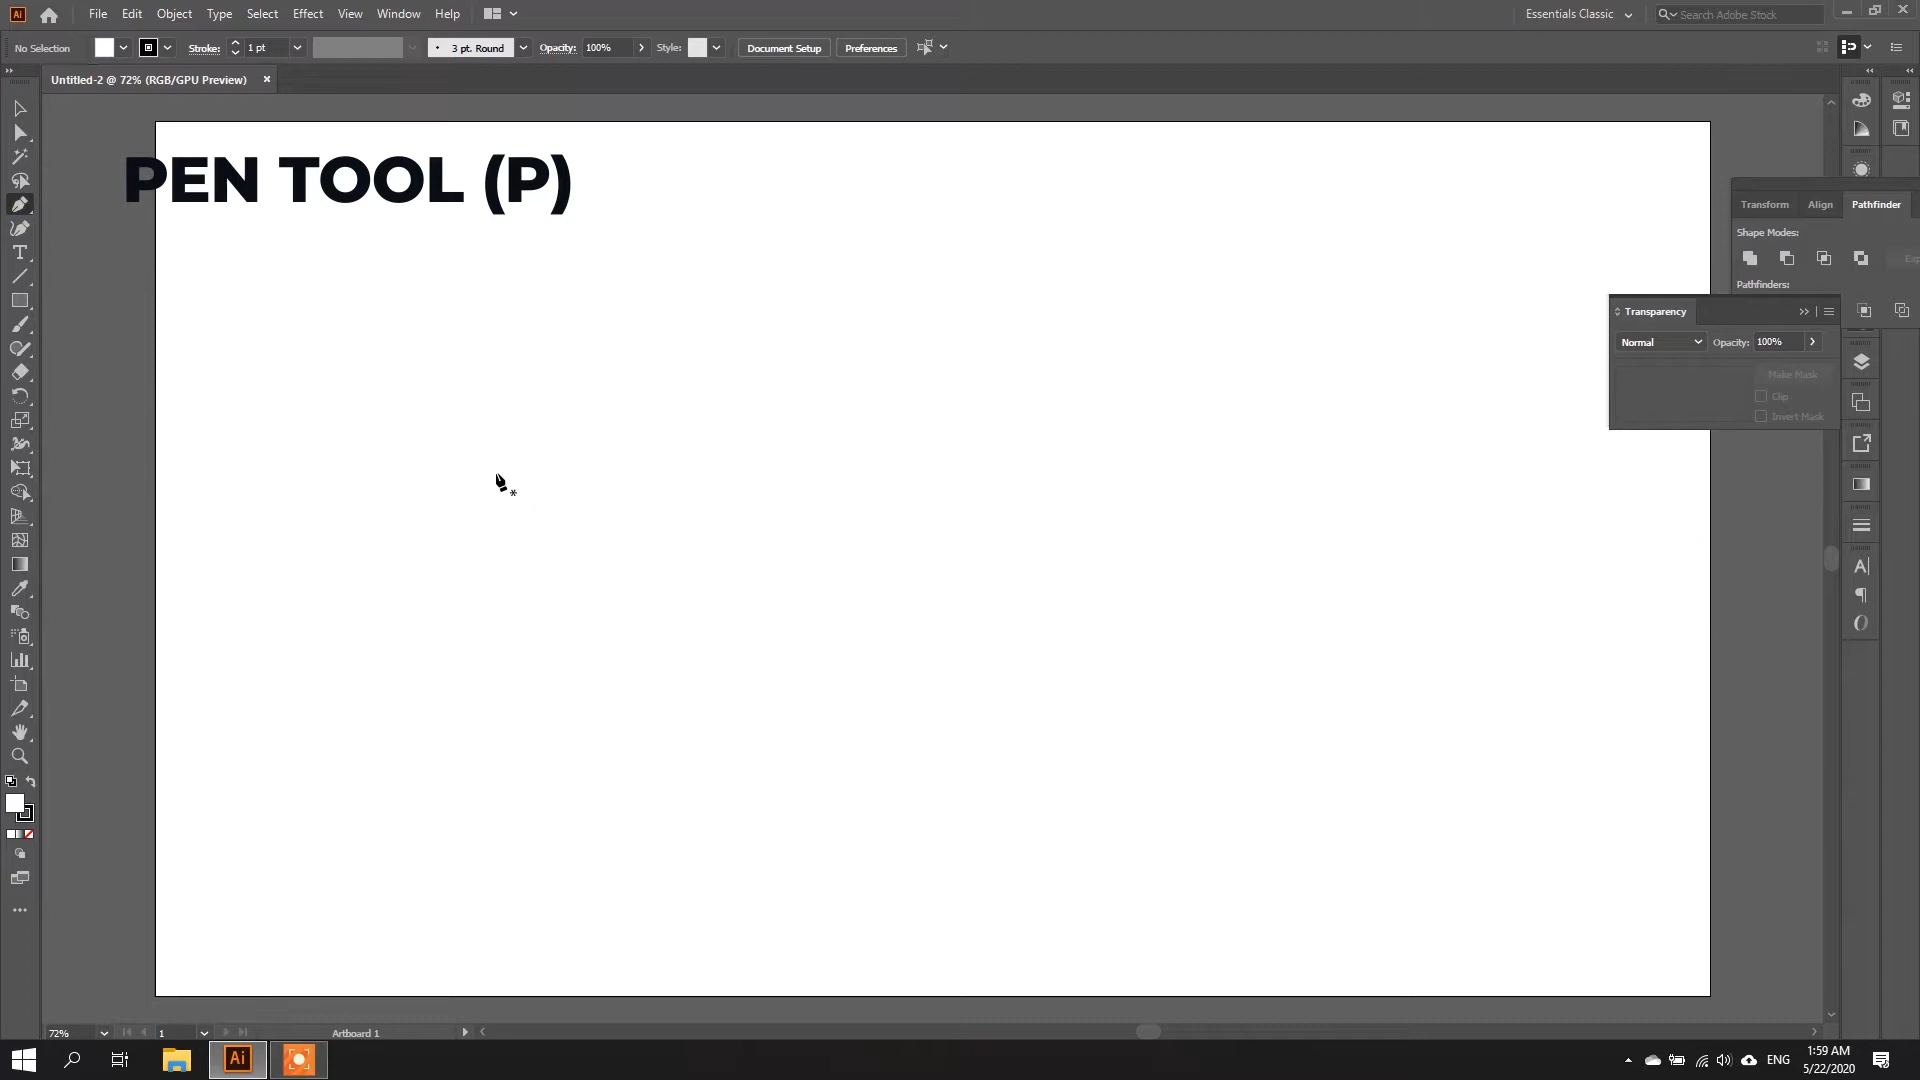 Ai File Edit Object Type Select Effect View Window Help Essentials Classic Search Adobe Stock
No Selection Stroke: 1 pt 3 pt. Round Opacity: 100% Style: Document Setup Preferences
Untitled-2 @ 72% (RGB/GPU Preview) ×
PEN TOOL (P)
Transform Align Pathfinder
Shape Modes:
Pathfinders:
Transparency
Normal Opacity: 100%
Make Mask
Clip
Invert Mask
72% 1 Artboard 1
Ai ENG 1:59 AM
5/22/2020